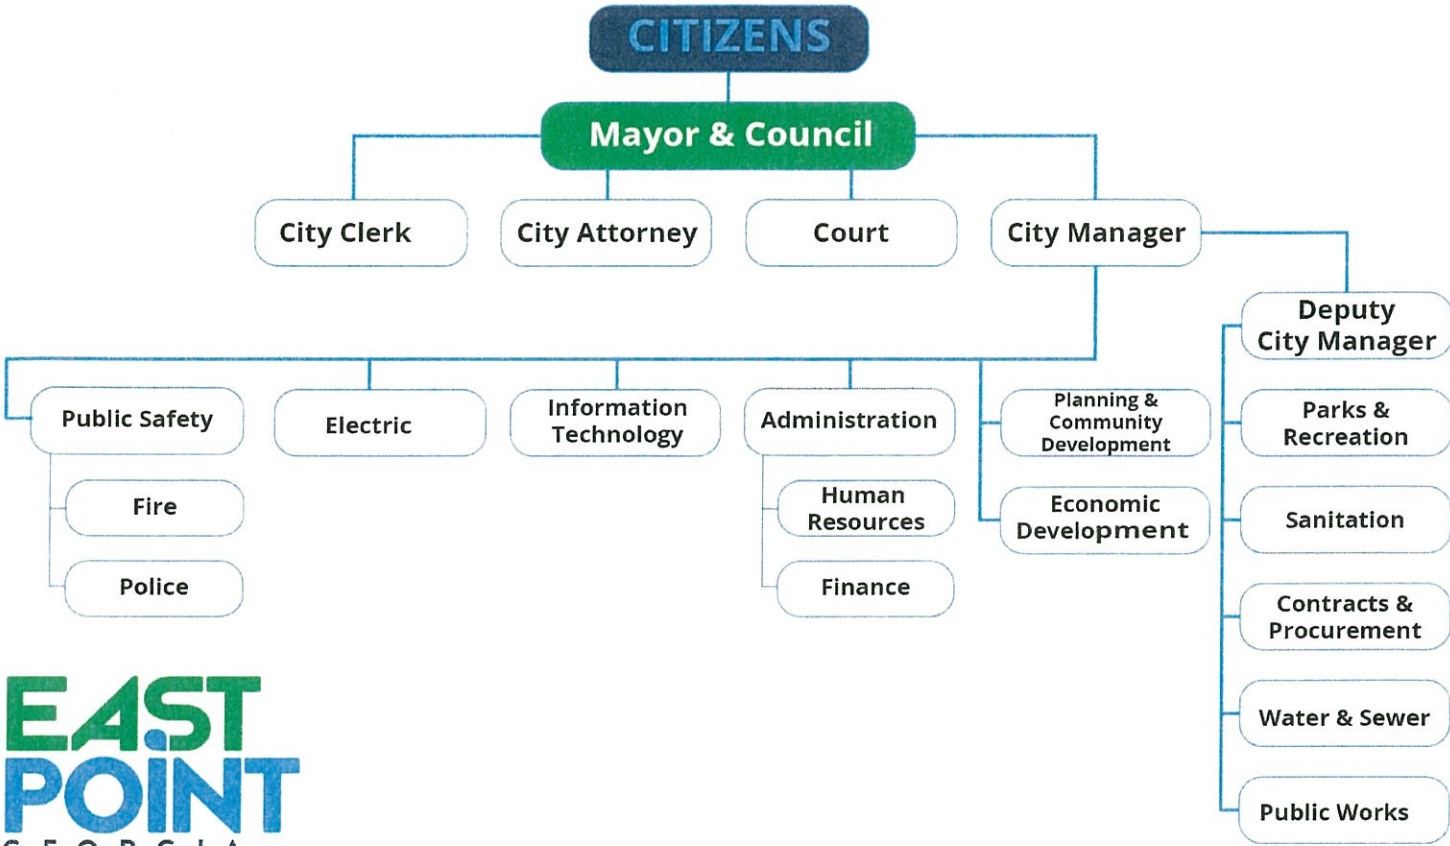 CITIZENS
Mayor & Council
City Clerk
City Attorney
Court
City Manager
Deputy
City Manager
Public Safety
Electric
Information
Technology
Administration
Planning &
Community
Development
Parks &
Recreation
Fire
Human
Resources
Economic
Development
Sanitation
Police
Finance
Contracts &
Procurement
Water & Sewer
Public Works
EAST
POINT
GEORGIA